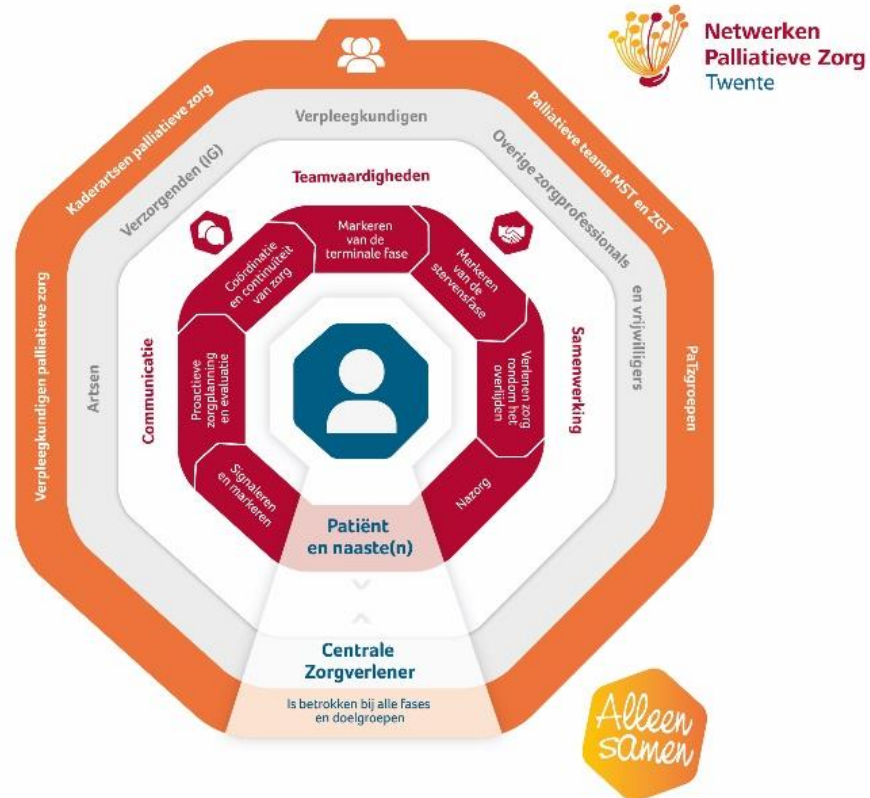 Netwerken
Palliatieve Zorg
Twente
Kaderartsen palliatieve zorg
Verpleegkundigen palliatieve zorg
Palliatieve teams MST en ZGT
PaTzgroepen
Artsen
Verzorgenden (IG)
Verpleegkundigen
Overige zorgprofessionals
en vrijwilligers
Communicatie
Teamvaardigheden
Samenwerking
Signaleren
en markeren
Proactieve
zorgplanning
en evaluatie
Coördinatie
en continuïteit
van zorg
Markeren
van de
terminale fase
Markeren
van de
stervensfase
Verlenen zorg
rondom het
overlijden
Nazorg
Patiënt
en naaste(n)
Centrale
Zorgverlener
Is betrokken bij alle fases
en doelgroepen
Alleen
samen